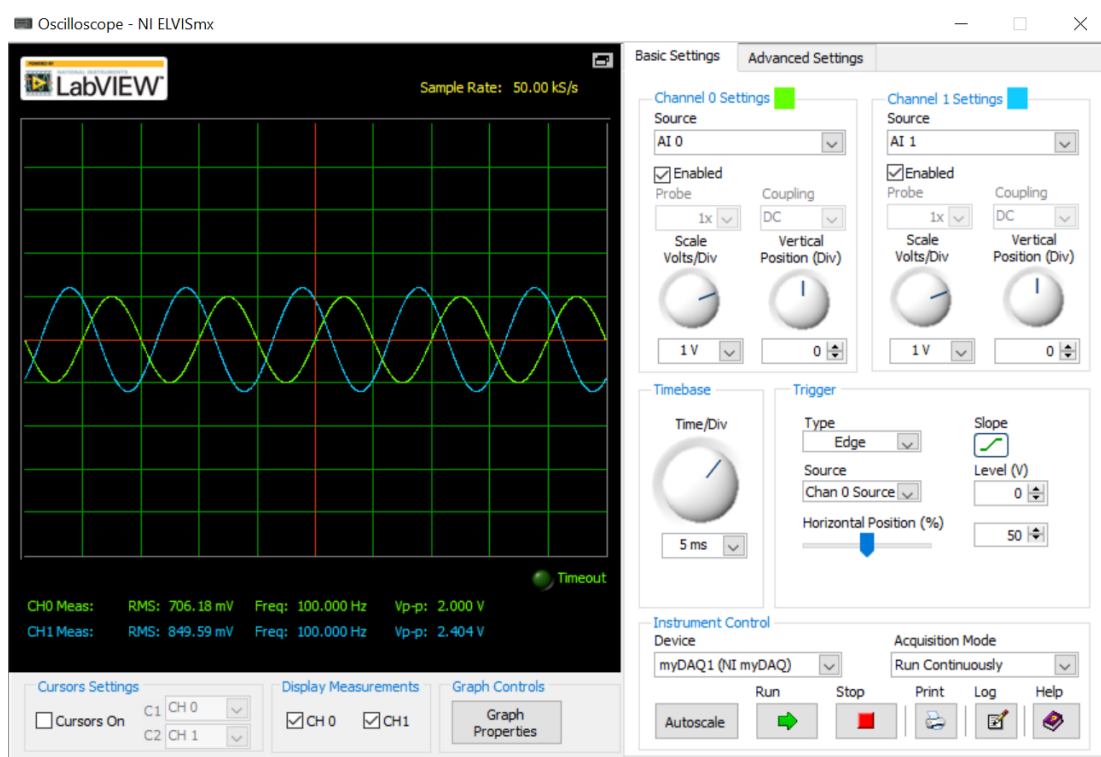 Oscilloscope - NI ELVISmx
POWERED BY
NATIONAL INSTRUMENTS
LabVIEW
Sample Rate: 50.00 kS/s
Timeout
CH0 Meas: RMS: 706.18 mV Freq: 100.000 Hz Vp-p: 2.000 V
CH1 Meas: RMS: 849.59 mV Freq: 100.000 Hz Vp-p: 2.404 V
Cursors Settings
Cursors On
C1 CH 0
C2 CH 1
Display Measurements
CH 0 CH1
Graph Controls
Graph
Properties
Basic Settings Advanced Settings
Channel 0 Settings
Source
AI 0
Enabled
Probe Coupling
1x DC
Scale Vertical
Volts/Div Position (Div)
1 V 0
Channel 1 Settings
Source
AI 1
Enabled
Probe Coupling
1x DC
Scale Vertical
Volts/Div Position (Div)
1 V 0
Timebase
Time/Div
5 ms
Trigger
Type Slope
Edge
Source Level (V)
Chan 0 Source 0
Horizontal Position (%)
50
Instrument Control
Device Acquisition Mode
myDAQ1 (NI myDAQ) Run Continuously
Run Stop Print Log Help
Autoscale